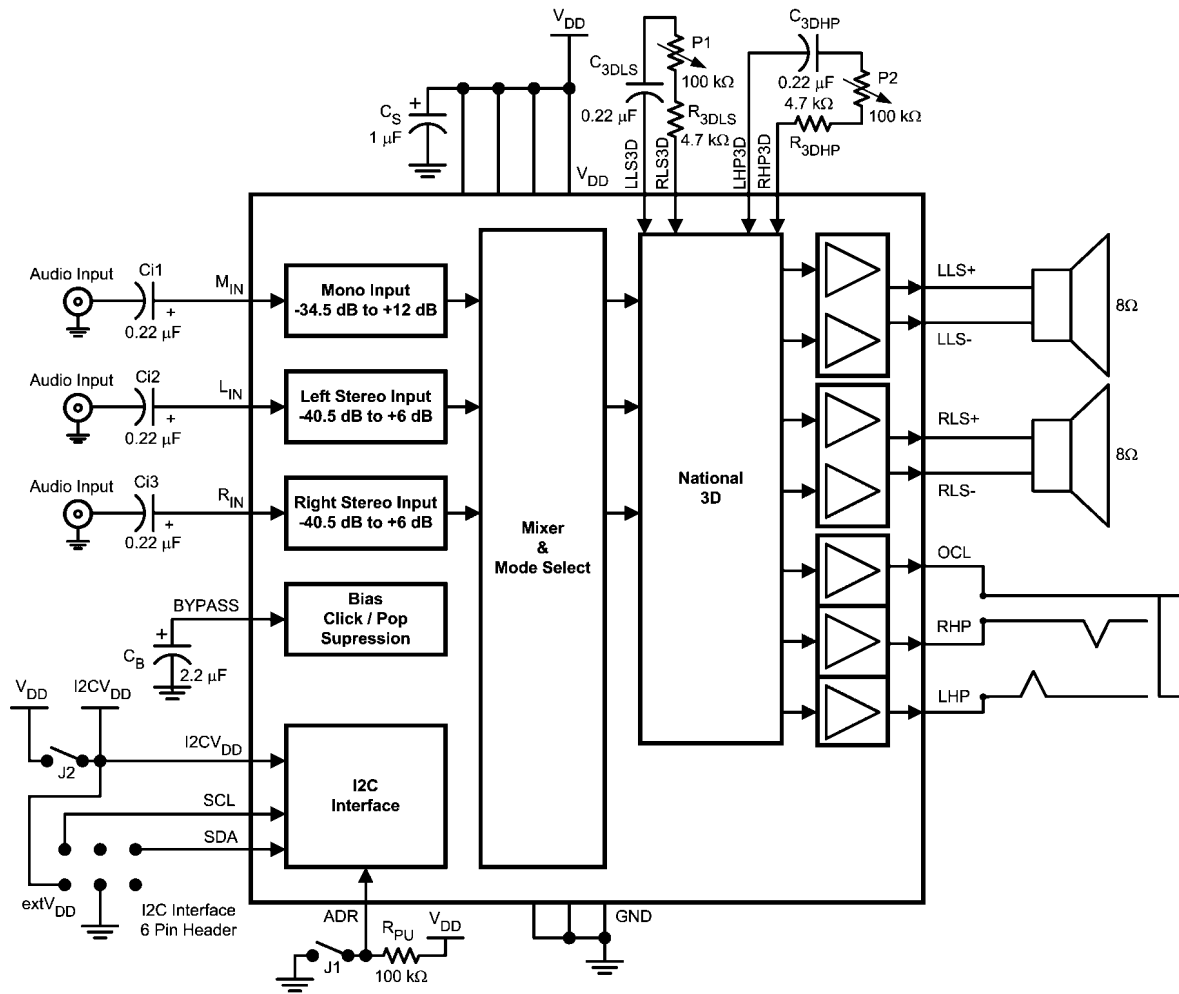 VDD
CS
+
1 µF
VDD
C3DLS
0.22 µF
P1
100 kΩ
R3DLS
4.7 kΩ
C3DHP
0.22 µF
4.7 kΩ
R3DHP
P2
100 kΩ
LLS3D
RLS3D
LHP3D
RHP3D
Audio Input
Ci1
+
0.22 µF
MIN
Mono Input
-34.5 dB to +12 dB
Audio Input
Ci2
+
0.22 µF
LIN
Left Stereo Input
-40.5 dB to +6 dB
Audio Input
Ci3
+
0.22 µF
RIN
Right Stereo Input
-40.5 dB to +6 dB
BYPASS
+
CB
2.2 µF
Bias
Click / Pop
Supression
Mixer
&
Mode Select
National
3D
LLS+
LLS-
8Ω
RLS+
RLS-
8Ω
OCL
RHP
LHP
VDD
I2CVDD
J2
I2CVDD
SCL
SDA
I2C
Interface
extVDD
I2C Interface
6 Pin Header
ADR
J1
RPU
100 kΩ
VDD
GND